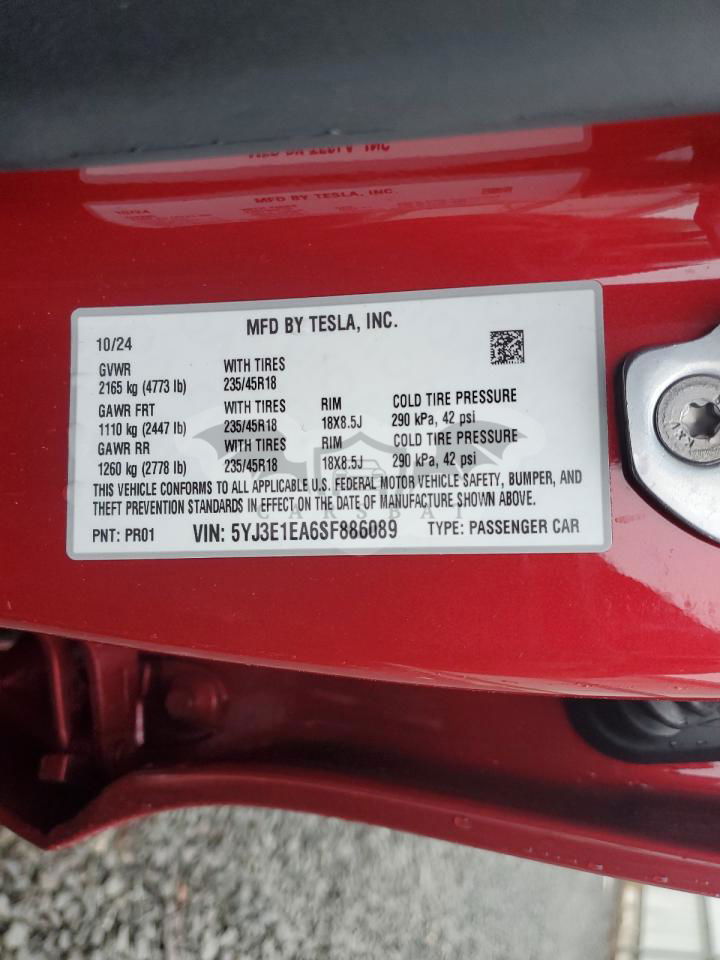 MFD BY TESLA, INC.
10/24
GVWR WITH TIRES
2165 kg (4773 lb) 235/45R18
GAWR FRT WITH TIRES RIM COLD TIRE PRESSURE
1110 kg (2447 lb) 235/45R18 18X8.5J 290 kPa, 42 psi
GAWR RR WITH TIRES RIM COLD TIRE PRESSURE
1260 kg (2778 lb) 235/45R18 18X8.5J 290 kPa, 42 psi
THIS VEHICLE CONFORMS TO ALL APPLICABLE U.S. FEDERAL MOTOR VEHICLE SAFETY, BUMPER, AND
THEFT PREVENTION STANDARDS IN EFFECT ON THE DATE OF MANUFACTURE SHOWN ABOVE.
CARSBAT
PNT: PR01 VIN: 5YJ3E1EA6SF886089 TYPE: PASSENGER CAR